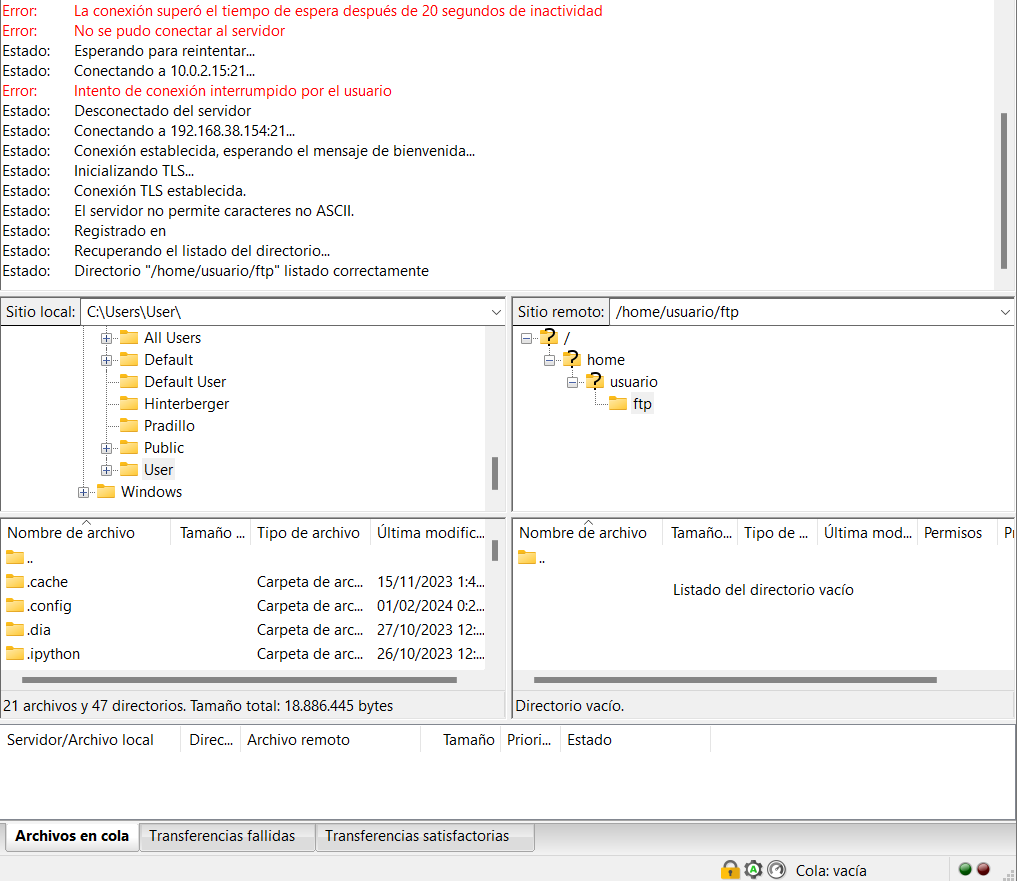 Error: La conexión superó el tiempo de espera después de 20 segundos de inactividad
Error: No se pudo conectar al servidor
Estado: Esperando para reintentar...
Estado: Conectando a 10.0.2.15:21...
Error: Intento de conexión interrumpido por el usuario
Estado: Desconectado del servidor
Estado: Conectando a 192.168.38.154:21...
Estado: Conexión establecida, esperando el mensaje de bienvenida...
Estado: Inicializando TLS...
Estado: Conexión TLS establecida.
Estado: El servidor no permite caracteres no ASCII.
Estado: Registrado en
Estado: Recuperando el listado del directorio...
Estado: Directorio "/home/usuario/ftp" listado correctamente
Sitio local: C:\Users\User\
All Users
Default
Default User
Hinterberger
Pradillo
Public
User
Windows
Sitio remoto: /home/usuario/ftp
/
home
usuario
ftp
Nombre de archivo Tamaño ... Tipo de archivo Última modific...
..
.cache Carpeta de arc... 15/11/2023 1:4...
.config Carpeta de arc... 01/02/2024 0:2...
.dia Carpeta de arc... 27/10/2023 12:...
.ipython Carpeta de arc... 26/10/2023 12:...
21 archivos y 47 directorios. Tamaño total: 18.886.445 bytes
Nombre de archivo Tamaño... Tipo de ... Última mod... Permisos Pr
..
Listado del directorio vacío
Directorio vacío.
Servidor/Archivo local Direc... Archivo remoto Tamaño Priori... Estado
Archivos en cola Transferencias fallidas Transferencias satisfactorias
Cola: vacía